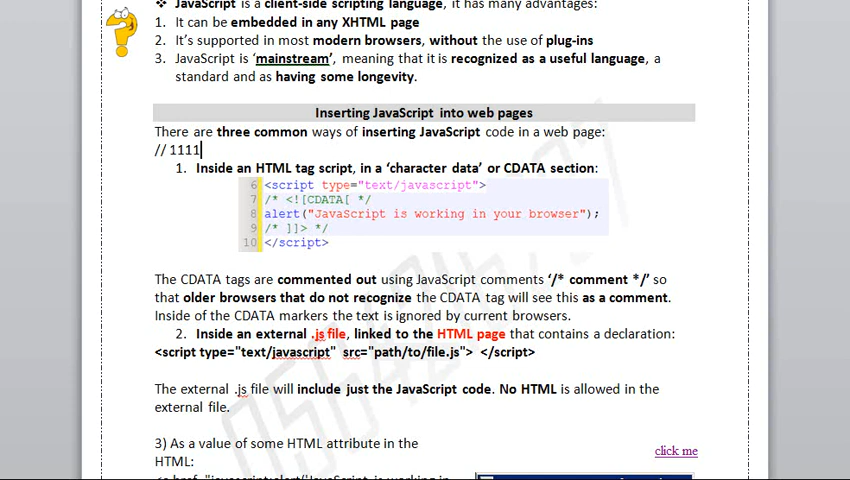 ❖ JavaScript is a client-side scripting language, it has many advantages:
1. It can be embedded in any XHTML page
2. It's supported in most modern browsers, without the use of plug-ins
3. JavaScript is 'mainstream', meaning that it is recognized as a useful language, a
standard and as having some longevity.
Inserting JavaScript into web pages
There are three common ways of inserting JavaScript code in a web page:
// 1111
1. Inside an HTML tag script, in a 'character data' or CDATA section:
6 <script type="text/javascript">
7 /* <![CDATA[ */
8 alert("JavaScript is working in your browser");
9 /* ]]> */
10 </script>
The CDATA tags are commented out using JavaScript comments '/* comment */' so
that older browsers that do not recognize the CDATA tag will see this as a comment.
Inside of the CDATA markers the text is ignored by current browsers.
2. Inside an external .js file, linked to the HTML page that contains a declaration:
<script type="text/javascript" src="path/to/file.js"> </script>
The external .js file will include just the JavaScript code. No HTML is allowed in the
external file.
3) As a value of some HTML attribute in the
HTML:
click me
<a href="javascript:alert('JavaScript is working in